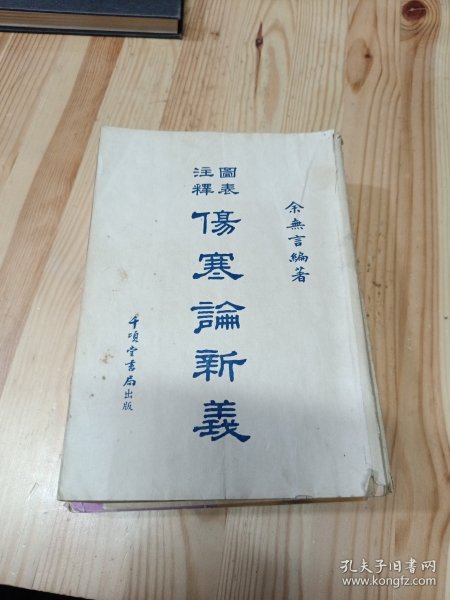 余無言編著
圖表
注釋
傷寒論新義
千頃堂書局出版
孔夫子旧书网
www.kongfz.com